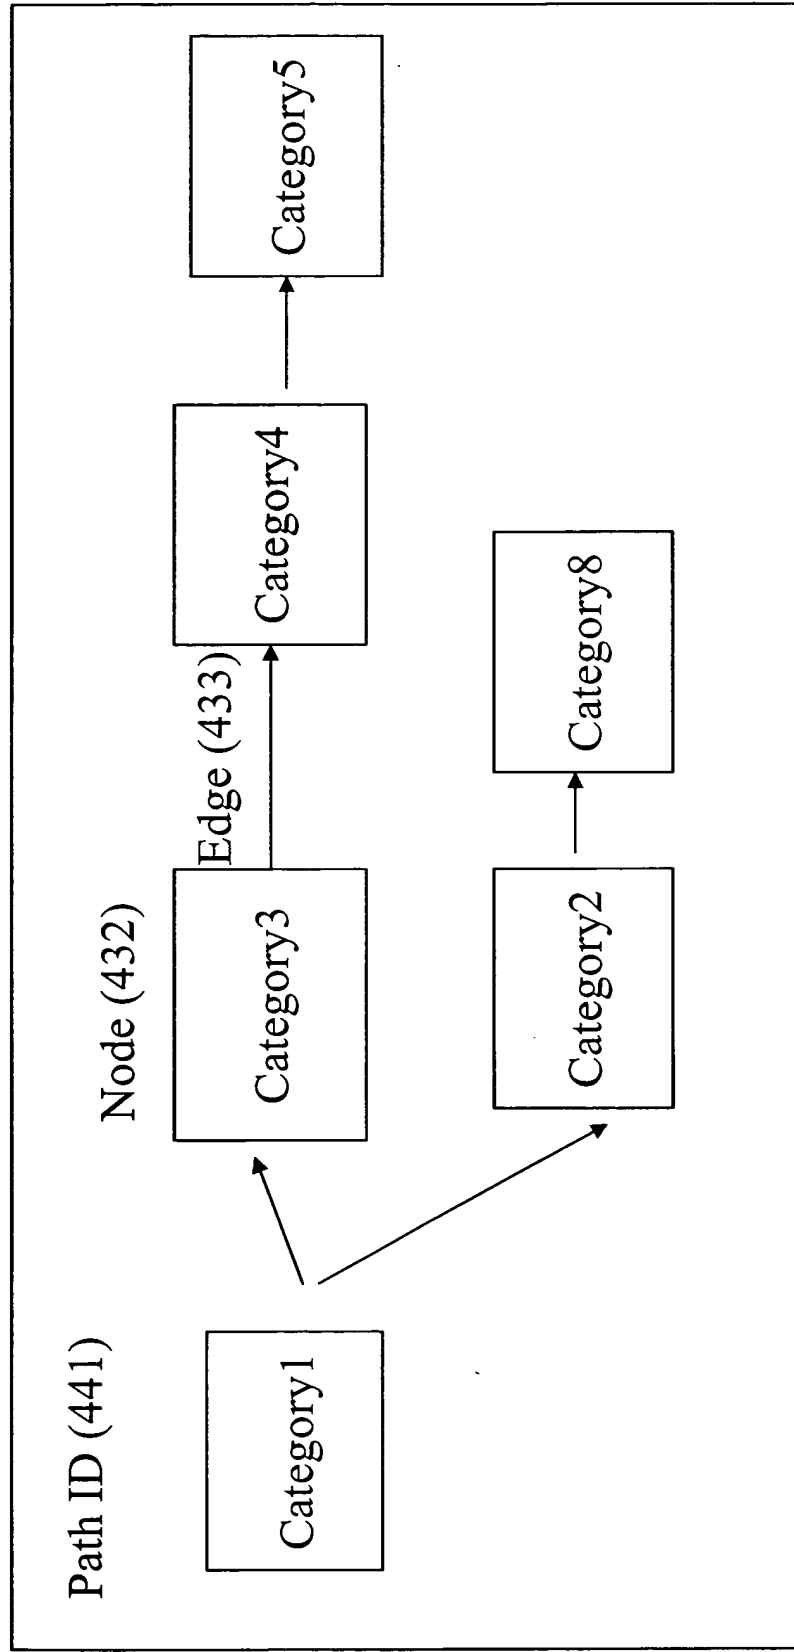 Path ID (441)
Node (432)
Edge (433)
Category1
Category3
Category4
Category5
Category2
Category8